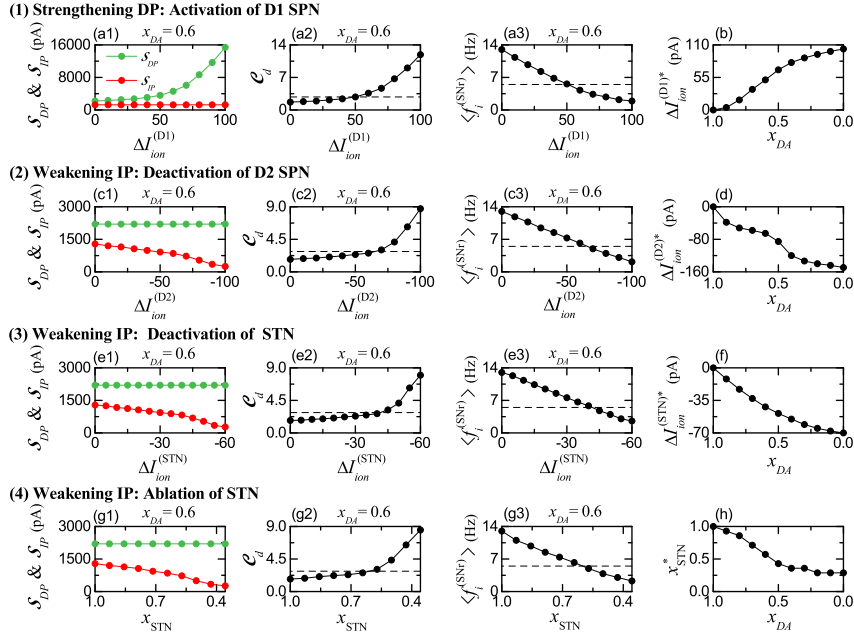 (1) Strengthening DP: Activation of D1 SPN
(a1) x_DA = 0.6
(a2) x_DA = 0.6
(a3) x_DA = 0.6
(b)
S_DP & S_IP (pA)
16000
8000
0
S_DP
S_IP
0 50 100
ΔI_ion^(D1)
C_d
14
7
0
0 50 100
ΔI_ion^(D1)
<f_i^(SNr)> (Hz)
14
7
0
0 50 100
ΔI_ion^(D1)
ΔI_ion^(D1)* (pA)
110
55
0
1.0 0.5 0.0
x_DA
(2) Weakening IP: Deactivation of D2 SPN
(c1) x_DA = 0.6
(c2) x_DA = 0.6
(c3) x_DA = 0.6
(d)
S_DP & S_IP (pA)
3000
1500
0
0 -50 -100
ΔI_ion^(D2)
C_d
9.0
4.5
0.0
0 -50 -100
ΔI_ion^(D2)
<f_i^(SNr)> (Hz)
14
7
0
0 -50 -100
ΔI_ion^(D2)
ΔI_ion^(D2)* (pA)
0
-80
-160
1.0 0.5 0.0
x_DA
(3) Weakening IP: Deactivation of STN
(e1) x_DA = 0.6
(e2) x_DA = 0.6
(e3) x_DA = 0.6
(f)
S_DP & S_IP (pA)
3000
1500
0
0 -30 -60
ΔI_ion^(STN)
C_d
9.0
4.5
0.0
0 -30 -60
ΔI_ion^(STN)
<f_i^(SNr)> (Hz)
14
7
0
0 -30 -60
ΔI_ion^(STN)
ΔI_ion^(STN)* (pA)
0
-35
-70
1.0 0.5 0.0
x_DA
(4) Weakening IP: Ablation of STN
(g1) x_DA = 0.6
(g2) x_DA = 0.6
(g3) x_DA = 0.6
(h)
S_DP & S_IP (pA)
3000
1500
0
1.0 0.7 0.4
x_STN
C_d
9.0
4.5
0.0
1.0 0.7 0.4
x_STN
<f_i^(SNr)> (Hz)
14
7
0
1.0 0.7 0.4
x_STN
x_STN^*
1.0
0.5
0.0
1.0 0.5 0.0
x_DA